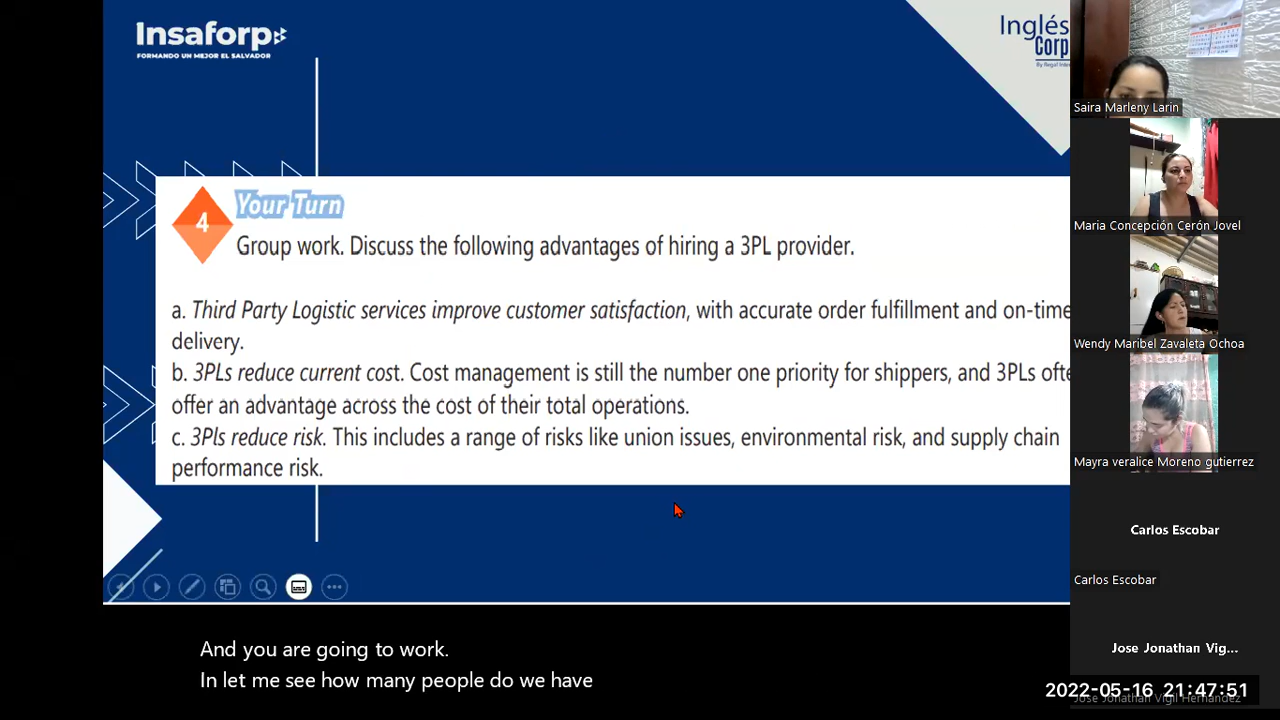 Insaforp
FORMANDO UN MEJOR EL SALVADOR
Inglés
Corp
4
Your Turn
Group work. Discuss the following advantages of hiring a 3PL provider.
a. Third Party Logistic services improve customer satisfaction, with accurate order fulfillment and on-time
delivery.
b. 3PLs reduce current cost. Cost management is still the number one priority for shippers, and 3PLs ofte
offer an advantage across the cost of their total operations.
c. 3Pls reduce risk. This includes a range of risks like union issues, environmental risk, and supply chain
performance risk.
And you are going to work.
In let me see how many people do we have
Saira Marleny Larin
Maria Concepción Cerón Jovel
Wendy Maribel Zavaleta Ochoa
Mayra veralice Moreno gutierrez
Carlos Escobar
Carlos Escobar
Jose Jonathan Vig...
2022-05-16 21:47:51
Jose Jonathan Vigil Hernandez